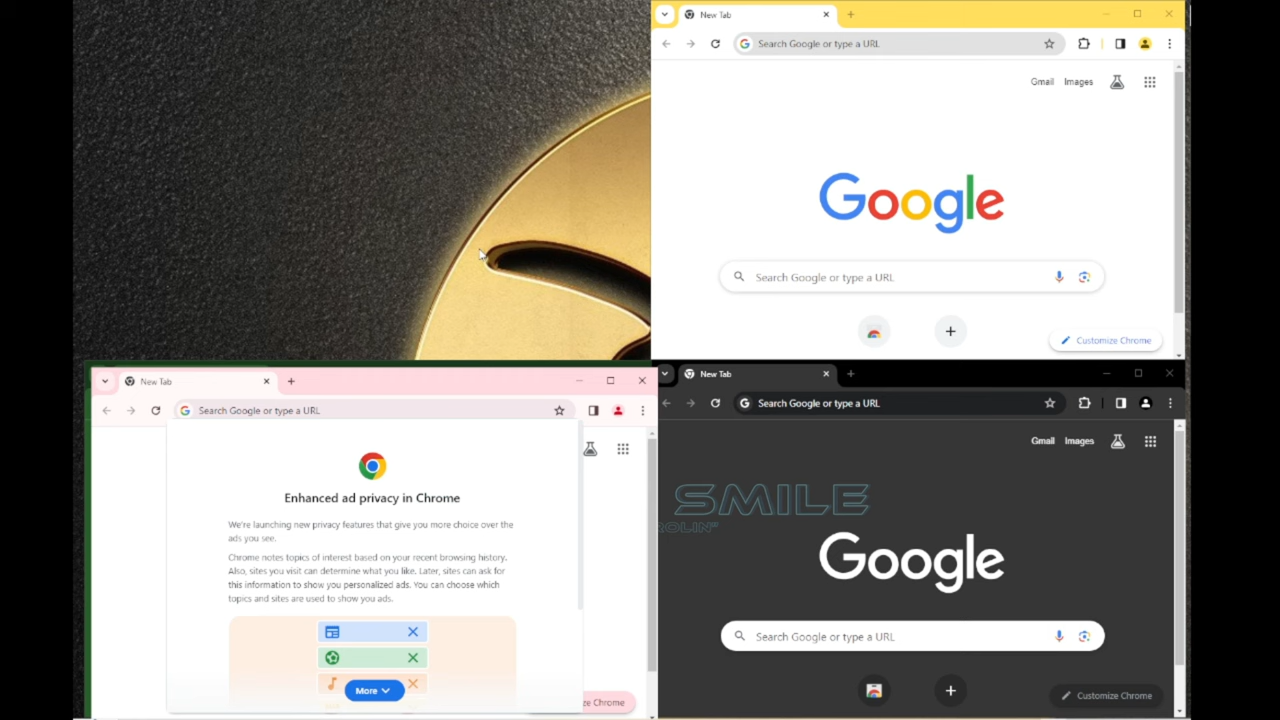 New Tab
Search Google or type a URL
Gmail Images
Google
Search Google or type a URL
Customize Chrome
New Tab
Search Google or type a URL
Enhanced ad privacy in Chrome
We're launching new privacy features that give you more choice over the
ads you see.
Chrome notes topics of interest based on your recent browsing history.
Also, sites you visit can determine what you like. Later, sites can ask for
this information to show you personalized ads. You can choose which
topics and sites are used to show you ads.
More
ze Chrome
New Tab
Search Google or type a URL
Gmail Images
SMILE
ROLIN"
Google
Search Google or type a URL
Customize Chrome